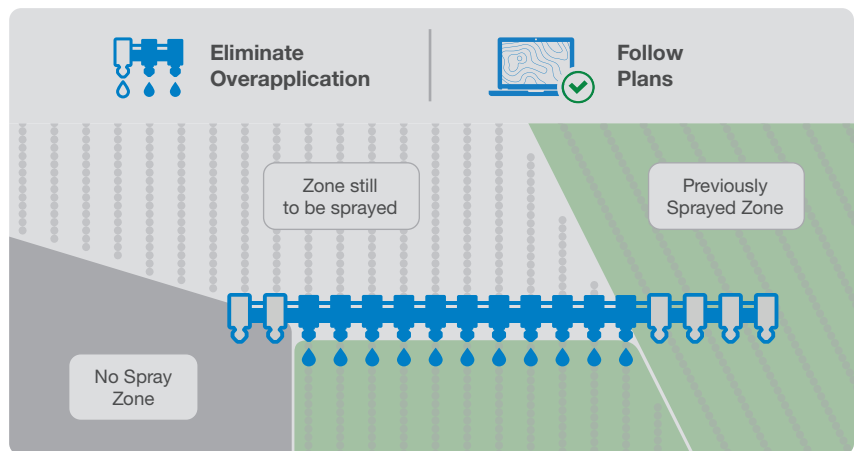 Eliminate
Overapplication
Follow
Plans
Zone still
to be sprayed
Previously
Sprayed Zone
No Spray
Zone